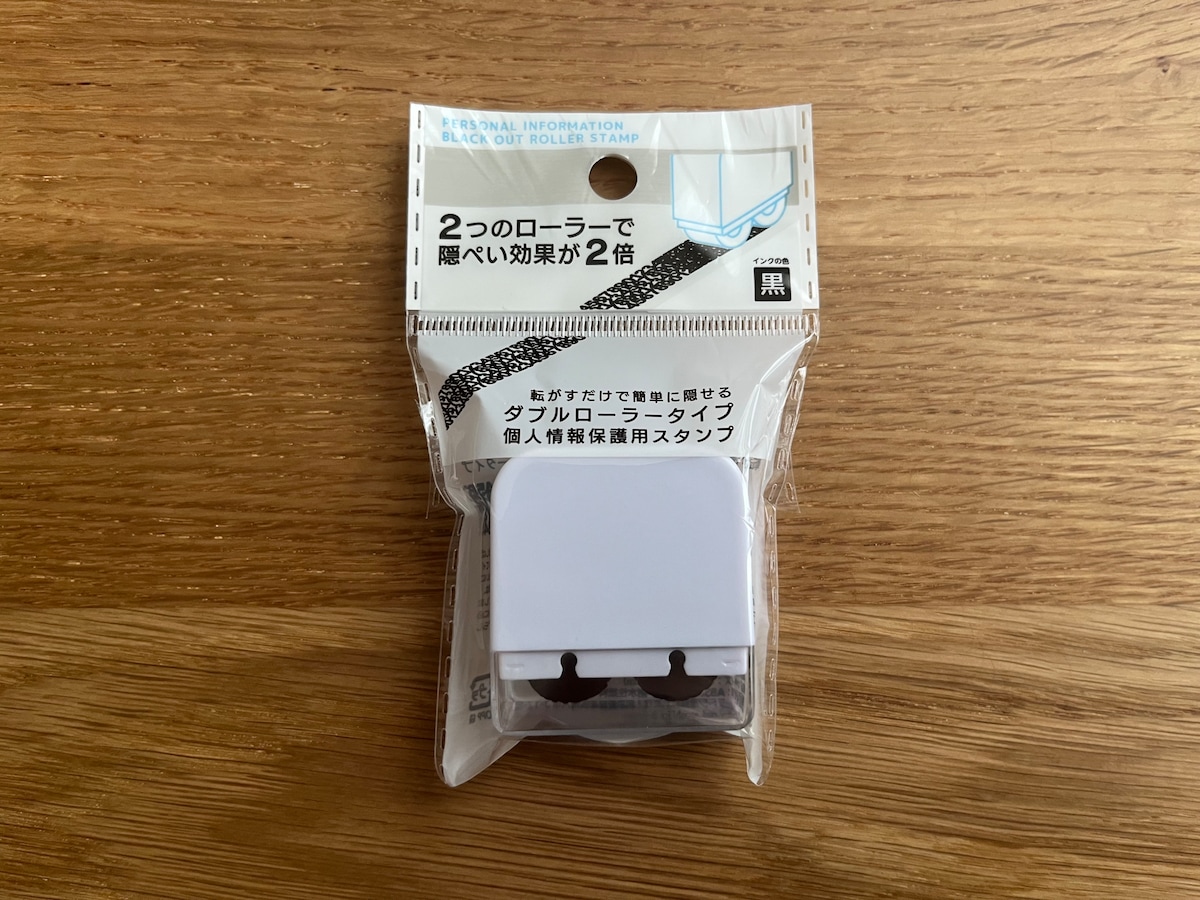 PERSONAL INFORMATION
BLACK OUT ROLLER STAMP
2つのローラーで
隠ぺい効果が2倍
インクの色
黒
転がすだけで簡単に隠せる
ダブルローラータイプ
個人情報保護用スタンプ